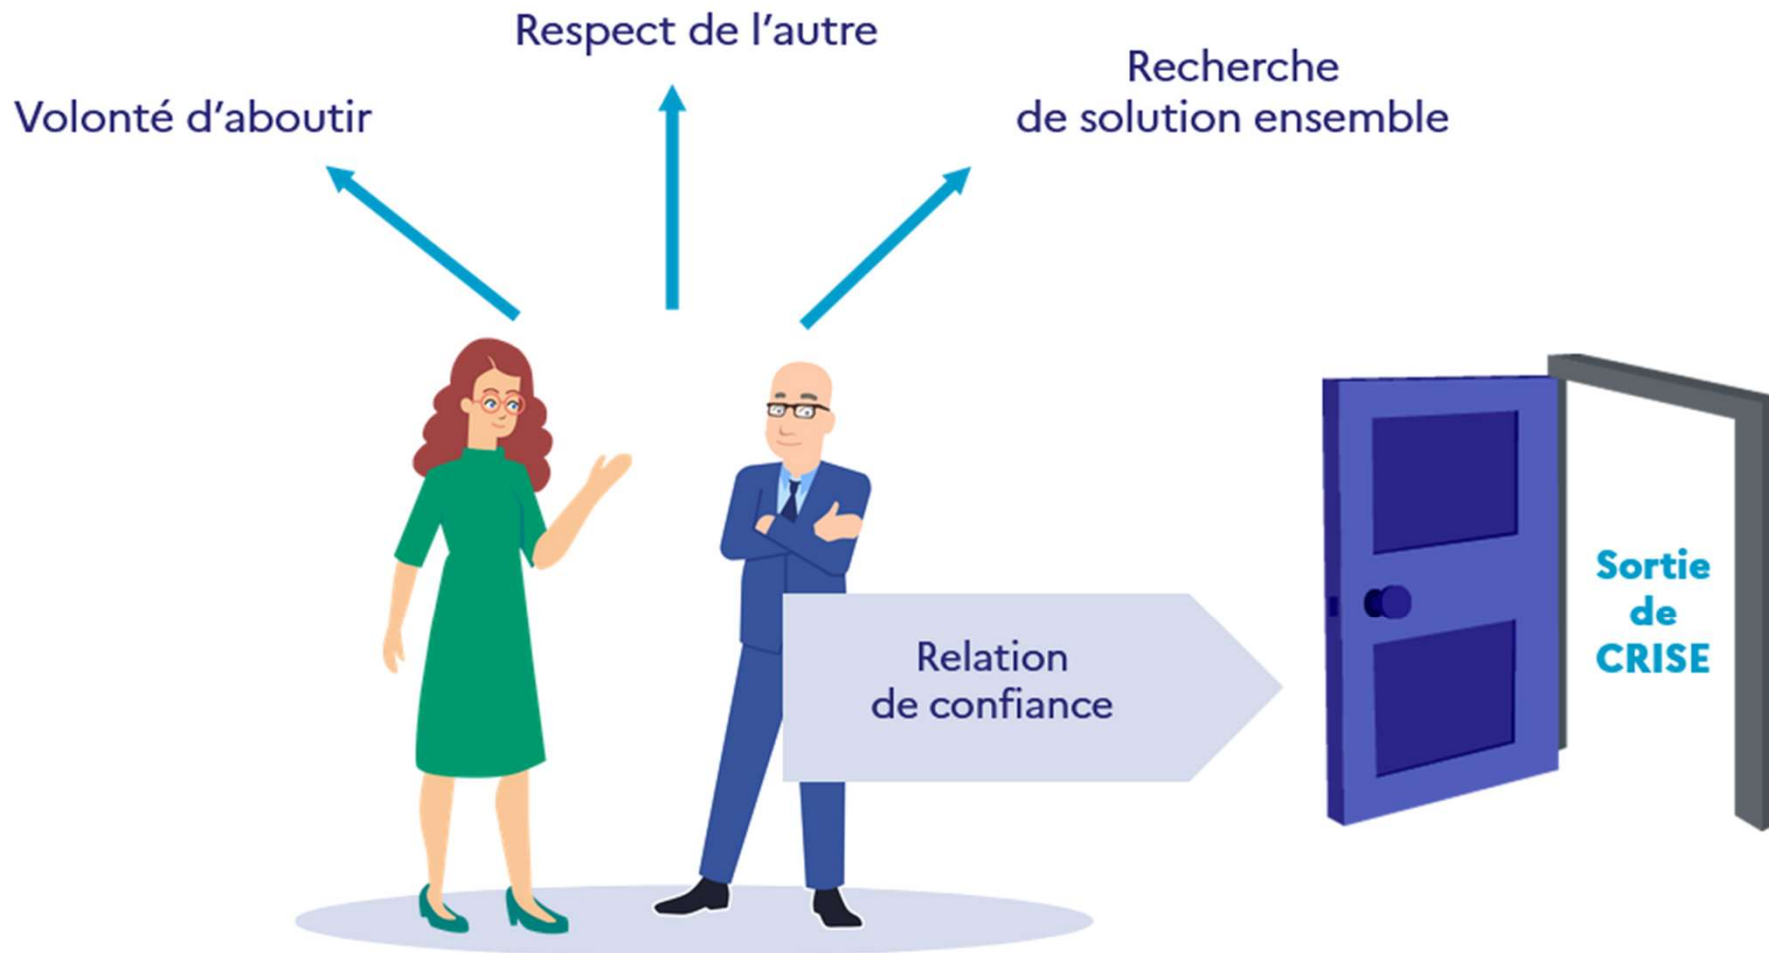 Respect de l’autre
Volonté d’aboutir
Recherche
de solution ensemble
Relation
de confiance
Sortie
de
CRISE